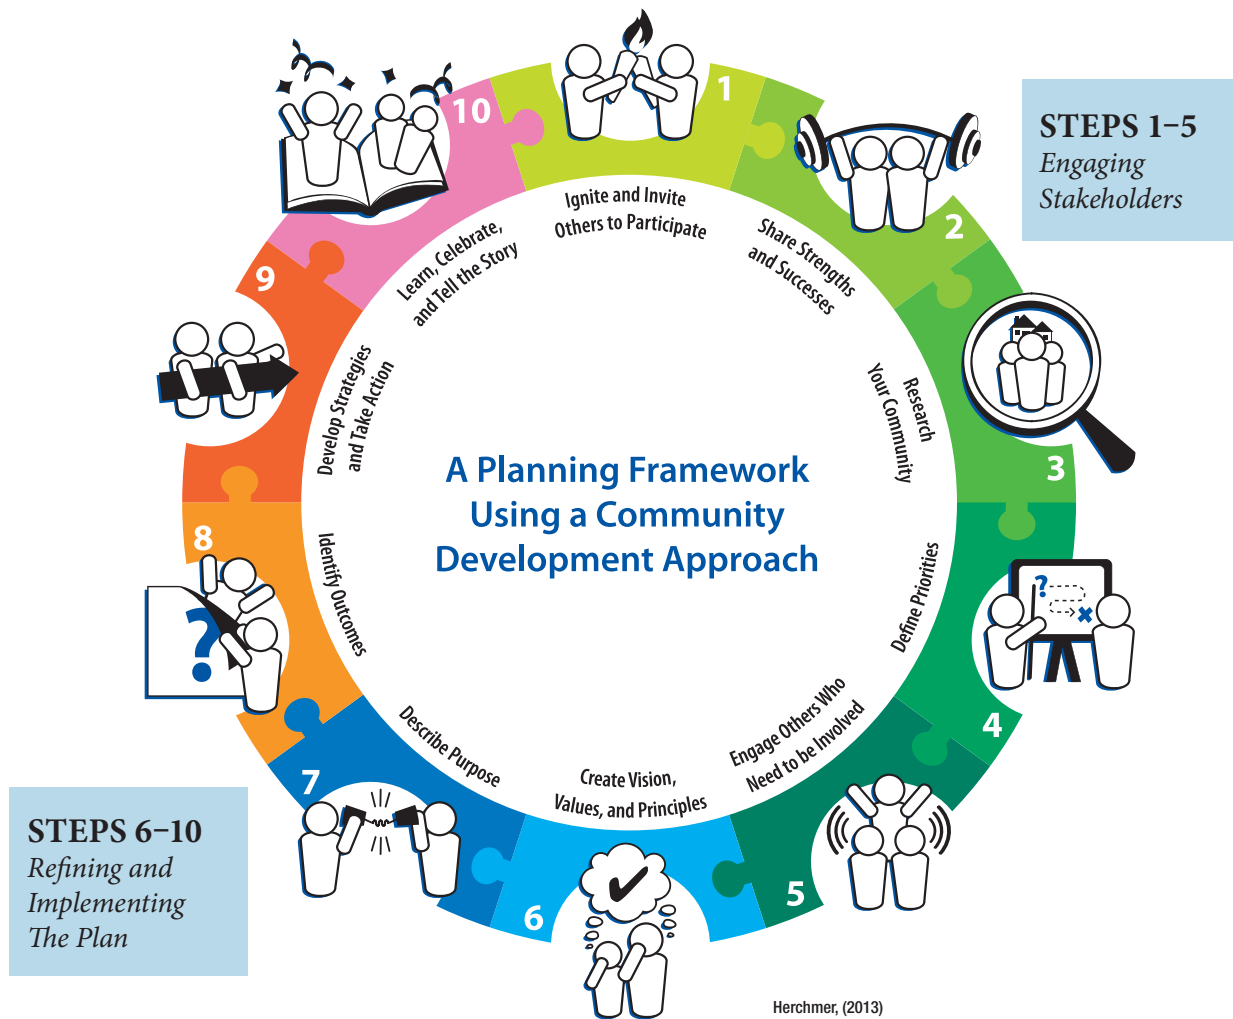 1
Ignite and Invite
Others to Participate
2
Share Strengths
and Successes
3
Research
Your Community
4
Define Priorities
5
Engage Others Who
Need to be Involved
6
Create Vision,
Values, and Principles
7
Describe Purpose
8
Identify Outcomes
?
9
Develop Strategies
and Take Action
10
Learn, Celebrate,
and Tell the Story
?
A Planning Framework
Using a Community
Development Approach
STEPS 1–5
Engaging
Stakeholders
STEPS 6–10
Refining and
Implementing
The Plan
Herchmer, (2013)